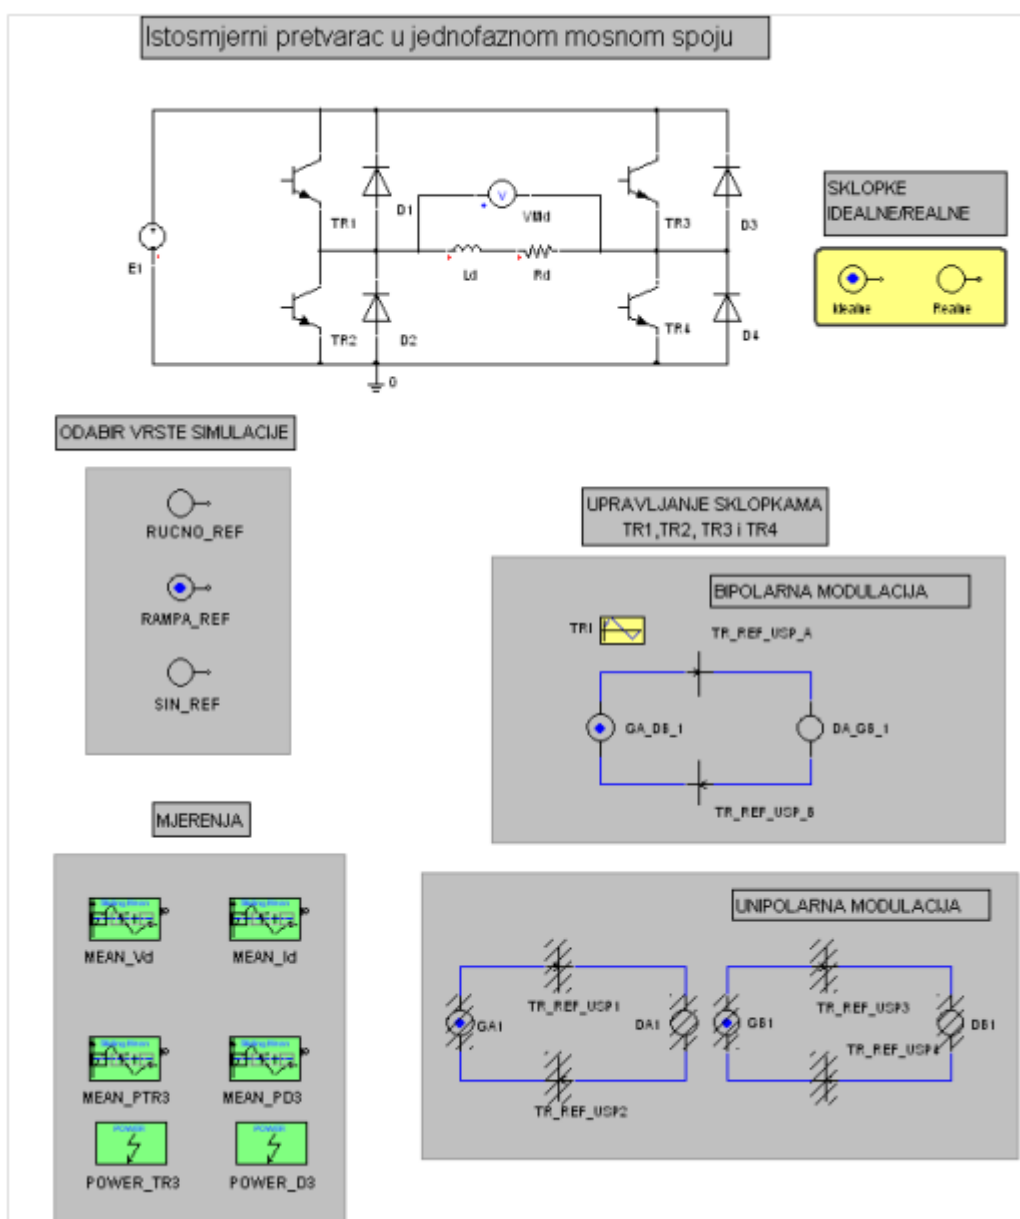 Istosmjerni pretvarac u jednofaznom mosnom spoju
TR1
D1
V
VMd
TR3
D3
E1
Ld
Rd
TR2
D2
TR4
D4
0
SKLOPKE
IDEALNE/REALNE
Idealne
Realne
ODABIR VRSTE SIMULACIJE
RUCNO_REF
RAMPA_REF
SIN_REF
UPRAVLJANJE SKLOPKAMA
TR1,TR2, TR3 i TR4
BIPOLARNA MODULACIJA
TRI
TR_REF_USP_A
GA_DB_1
DA_GB_1
TR_REF_USP_B
MJERENJA
MEAN_Vd
MEAN_Id
MEAN_PTR3
MEAN_PD3
POWER
POWER
POWER_TR3
POWER_D3
UNIPOLARNA MODULACIJA
TR_REF_USP1
TR_REF_USP3
GA1
DA1
GB1
DB1
TR_REF_USP4
TR_REF_USP2